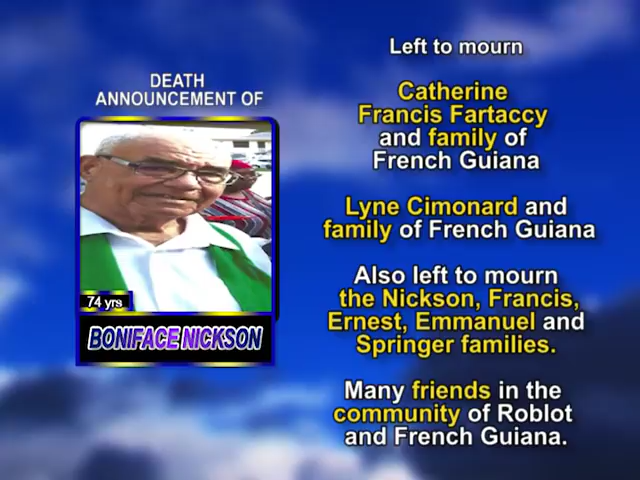 DEATH
ANNOUNCEMENT OF
74 yrs
BONIFACE NICKSON
Left to mourn
Catherine
Francis Fartaccy
and family of
French Guiana
Lyne Cimonard and
family of French Guiana
Also left to mourn
the Nickson, Francis,
Ernest, Emmanuel and
Springer families.
Many friends in the
community of Roblot
and French Guiana.